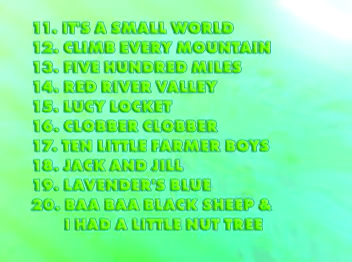 11. IT'S A SMALL WORLD
12. CLIMB EVERY MOUNTAIN
13. FIVE HUNDRED MILES
14. RED RIVER VALLEY
15. LUCY LOCKET
16. CLOBBER CLOBBER
17. TEN LITTLE FARMER BOYS
18. JACK AND JILL
19. LAVENDER'S BLUE
20. BAA BAA BLACK SHEEP &
I HAD A LITTLE NUT TREE